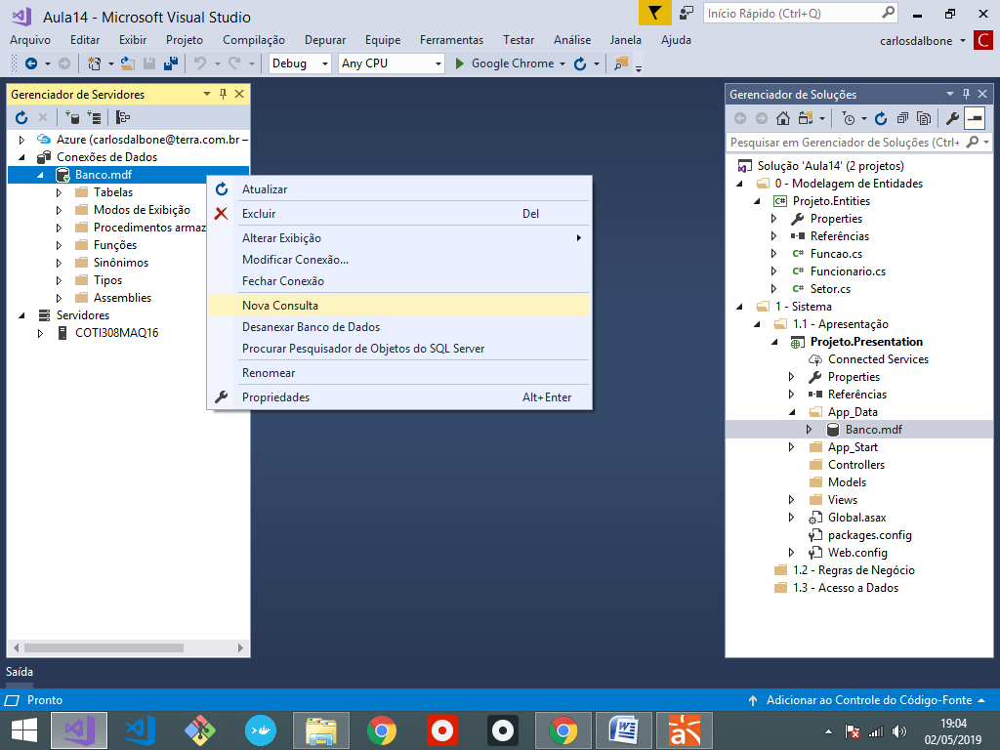 Aula14 - Microsoft Visual Studio
Início Rápido (Ctrl+Q)
Arquivo Editar Exibir Projeto Compilação Depurar Equipe Ferramentas Testar Análise Janela Ajuda
carlosdalbone C
Debug Any CPU Google Chrome
Gerenciador de Servidores
Azure (carlosdalbone@terra.com.br –
Conexões de Dados
Banco.mdf
Tabelas
Modos de Exibição
Procedimentos armaz
Funções
Sinônimos
Tipos
Assemblies
Servidores
COTI308MAQ16
Atualizar
Excluir Del
Alterar Exibição
Modificar Conexão...
Fechar Conexão
Nova Consulta
Desanexar Banco de Dados
Procurar Pesquisador de Objetos do SQL Server
Renomear
Propriedades Alt+Enter
Gerenciador de Soluções
Pesquisar em Gerenciador de Soluções (Ctrl+
Solução 'Aula14' (2 projetos)
0 - Modelagem de Entidades
C# Projeto.Entities
Properties
Referências
C# Funcao.cs
C# Funcionario.cs
C# Setor.cs
1 - Sistema
1.1 - Apresentação
Projeto.Presentation
Connected Services
Properties
Referências
App_Data
Banco.mdf
App_Start
Controllers
Models
Views
Global.asax
packages.config
Web.config
1.2 - Regras de Negócio
1.3 - Acesso a Dados
Saída
Pronto
Adicionar ao Controle do Código-Fonte
19:04
02/05/2019